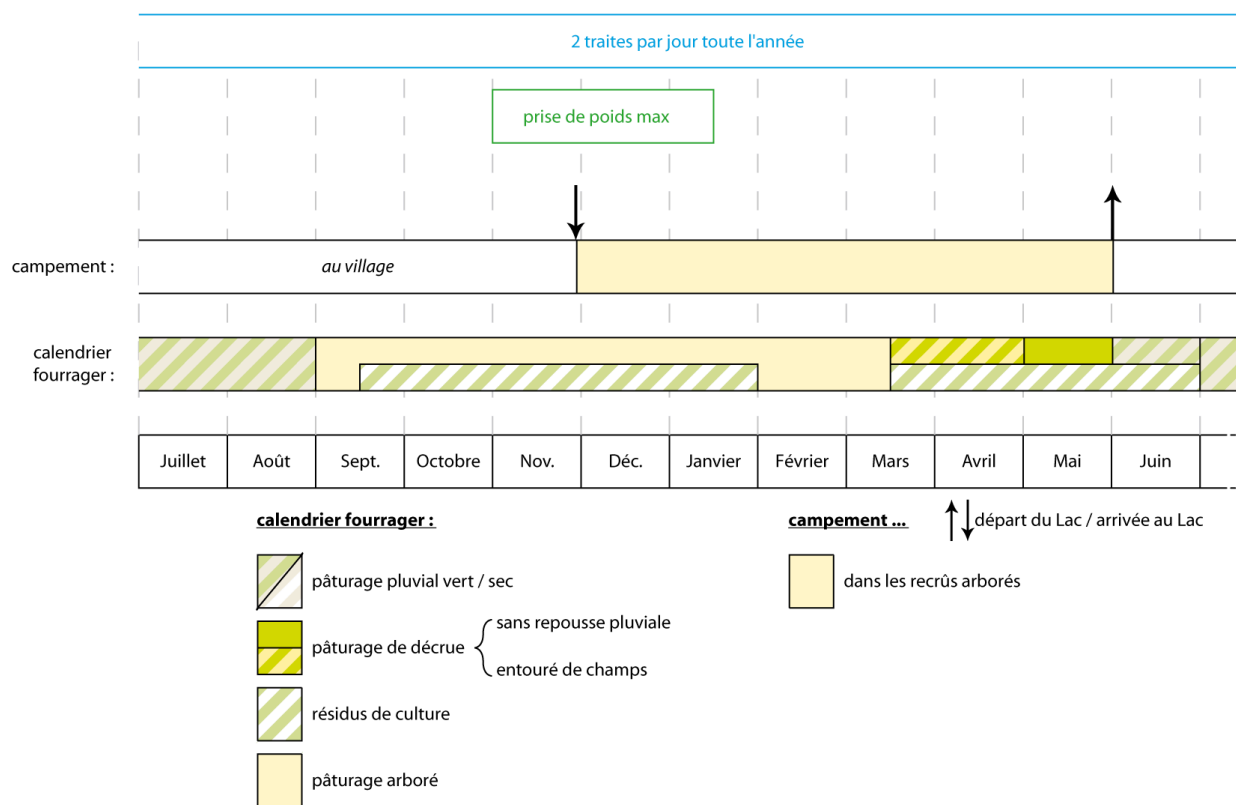 2 traites par jour toute l'année
prise de poids max
campement :
au village
calendrier
fourrager :
Juillet
Août
Sept.
Octobre
Nov.
Déc.
Janvier
Février
Mars
Avril
Mai
Juin
calendrier fourrager :
pâturage pluvial vert / sec
pâturage de décrue
sans repousse pluviale
entouré de champs
résidus de culture
pâturage arboré
campement ...
départ du Lac / arrivée au Lac
dans les recrûs arborés